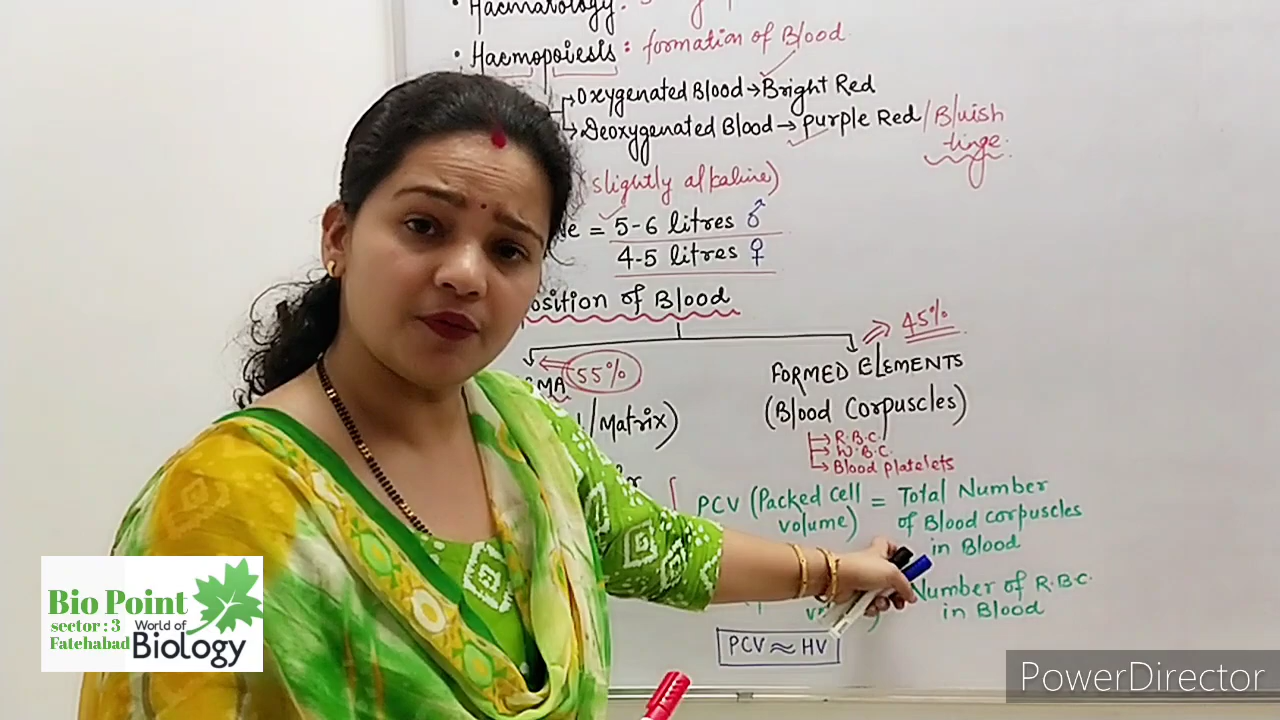 • Haematology :
• Haemopoiesis : formation of Blood
Oxygenated Blood → Bright Red
Deoxygenated Blood → purple Red / Bluish tinge.
(slightly alkaline)
= 5-6 litres ♂
4-5 litres ♀
osition of Blood
55%
45%
MA
/Matrix)
FORMED ELEMENTS
(Blood Corpuscles)
R.B.C.
W.B.C.
Blood platelets
PCV (Packed Cell volume) = Total Number
of Blood corpuscles
in Blood
Number of R.B.C.
in Blood
PCV ≈ HV
Bio Point
sector : 3
Fatehabad
World of
Biology
PowerDirector